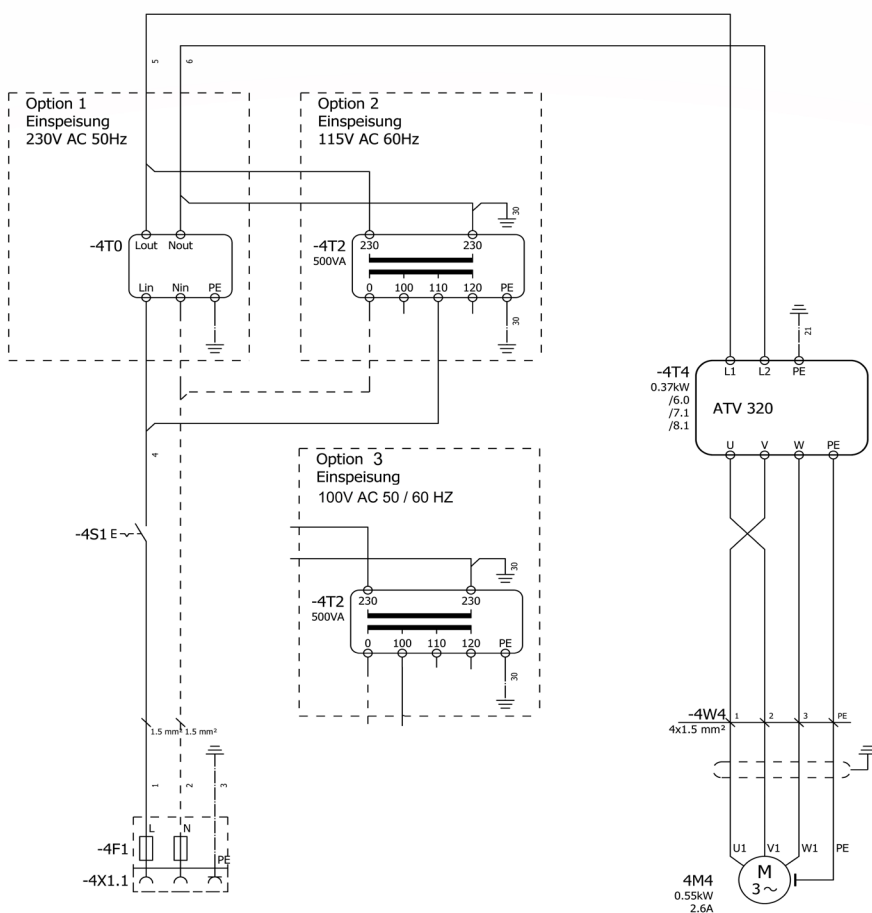 5
6
Option 1
Einspeisung
230V AC 50Hz
Option 2
Einspeisung
115V AC 60Hz
30
-4T0
Lout Nout
Lin Nin PE
-4T2
500VA
230 230
0 100 110 120 PE
30
21
-4T4
0.37kW
/6.0
/7.1
/8.1
L1 L2 PE
ATV 320
U V W PE
4
Option 3
Einspeisung
100V AC 50 / 60 HZ
-4S1 E
30
-4T2
500VA
230 230
0 100 110 120 PE
30
-4W4
4x1.5 mm²
1 2 3 PE
1.5 mm² 1.5 mm²
1 2 3
L N
-4F1
PE
-4X1.1
U1 V1 W1 PE
4M4
0.55kW
2.6A
M
3~